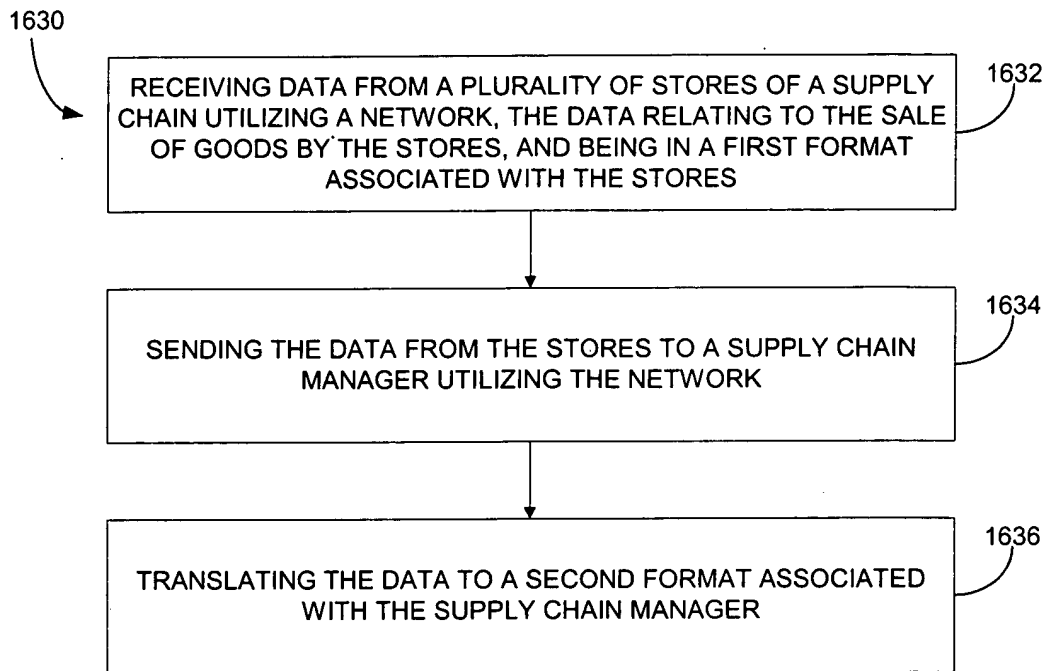 1630
RECEIVING DATA FROM A PLURALITY OF STORES OF A SUPPLY
CHAIN UTILIZING A NETWORK, THE DATA RELATING TO THE SALE
OF GOODS BY THE STORES, AND BEING IN A FIRST FORMAT
ASSOCIATED WITH THE STORES
1632
SENDING THE DATA FROM THE STORES TO A SUPPLY CHAIN
MANAGER UTILIZING THE NETWORK
1634
TRANSLATING THE DATA TO A SECOND FORMAT ASSOCIATED
WITH THE SUPPLY CHAIN MANAGER
1636